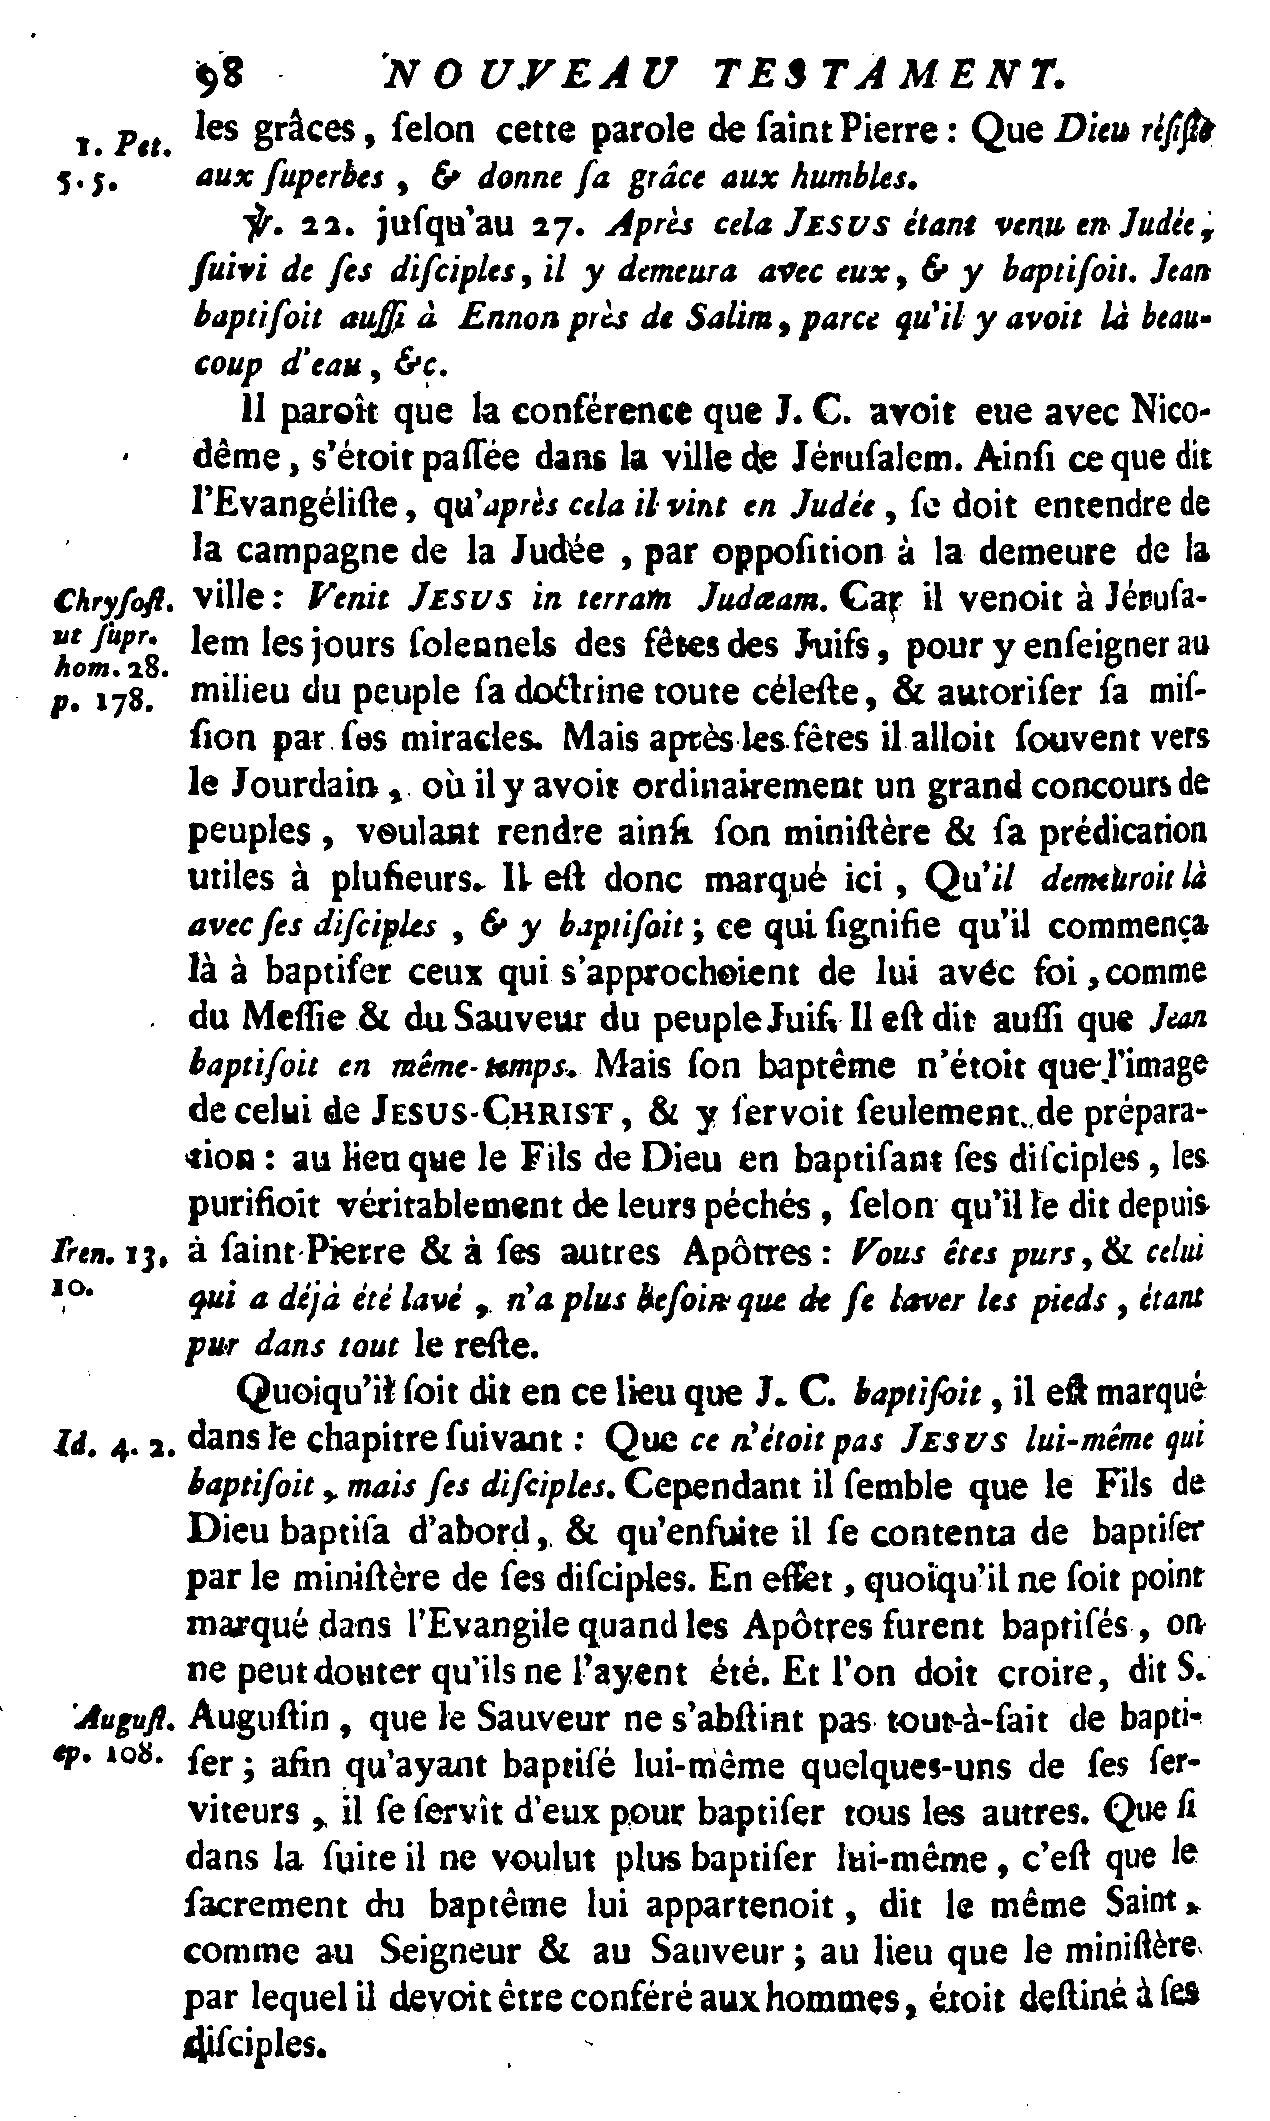 98 NOUVEAU TESTAMENT.
1. Pet. les grâces, ſelon cette parole de ſaint Pierre : Que Dieu réſiſte
5. 5. aux ſuperbes, & donne ſa grâce aux humbles.
℣. 22. juſqu'au 27. Après cela JESUS étant venu en Judée,
ſuivi de ſes diſciples, il y demeura avec eux, & y baptiſoit. Jean
baptiſoit auſſi à Ennon près de Salim, parce qu'il y avoit là beau-
coup d'eau, &c.
Il paroît que la conférence que J. C. avoit eue avec Nico-
dême, s'étoit paſſée dans la ville de Jéruſalem. Ainſi ce que dit
l'Evangéliſte, qu'après cela il vint en Judée, ſe doit entendre de
la campagne de la Judée, par oppoſition à la demeure de la
Chryſoſt. ville : Venit JESUS in terram Judæam. Car il venoit à Jéruſa-
ut ſupr. lem les jours ſolennels des fêtes des Juifs, pour y enſeigner au
hom. 28.
p. 178. milieu du peuple ſa doctrine toute céleſte, & autoriſer ſa miſ-
ſion par ſes miracles. Mais après les fêtes il alloit ſouvent vers
le Jourdain, où il y avoit ordinairement un grand concours de
peuples, voulant rendre ainſi ſon miniſtère & ſa prédication
utiles à pluſieurs. Il eſt donc marqué ici, Qu'il demeuroit là
avec ſes diſciples, & y baptiſoit ; ce qui ſignifie qu'il commença
là à baptiſer ceux qui s'approchoient de lui avec foi, comme
du Meſſie & du Sauveur du peuple Juif. Il eſt dit auſſi que Jean
baptiſoit en même-temps. Mais ſon baptême n'étoit que l'image
de celui de JESUS-CHRIST, & y ſervoit ſeulement de prépara-
tion : au lieu que le Fils de Dieu en baptiſant ſes diſciples, les
purifioit véritablement de leurs péchés, ſelon qu'il le dit depuis
Iren. 13, à ſaint Pierre & à ſes autres Apôtres : Vous êtes purs, & celui
10. qui a déjà été lavé, n'a plus beſoin que de ſe laver les pieds, étant
pur dans tout le reſte.
Quoiqu'il ſoit dit en ce lieu que J. C. baptiſoit, il eſt marqué
Id. 4. 2. dans le chapitre ſuivant : Que ce n'étoit pas JESUS lui-même qui
baptiſoit, mais ſes diſciples. Cependant il ſemble que le Fils de
Dieu baptiſa d'abord, & qu'enſuite il ſe contenta de baptiſer
par le miniſtère de ſes diſciples. En effet, quoiqu'il ne ſoit point
marqué dans l'Evangile quand les Apôtres furent baptiſés, on
ne peut douter qu'ils ne l'ayent été. Et l'on doit croire, dit S.
Auguſt. Auguſtin, que le Sauveur ne s'abſtint pas tout-à-fait de bapti-
ep. 108. ſer ; afin qu'ayant baptiſé lui-même quelques-uns de ſes ſer-
viteurs, il ſe ſervît d'eux pour baptiſer tous les autres. Que ſi
dans la ſuite il ne voulut plus baptiſer lui-même, c'eſt que le
ſacrement du baptême lui appartenoit, dit le même Saint,
comme au Seigneur & au Sauveur ; au lieu que le miniſtère
par lequel il devoit être conféré aux hommes, étoit deſtiné à ſes
diſciples.